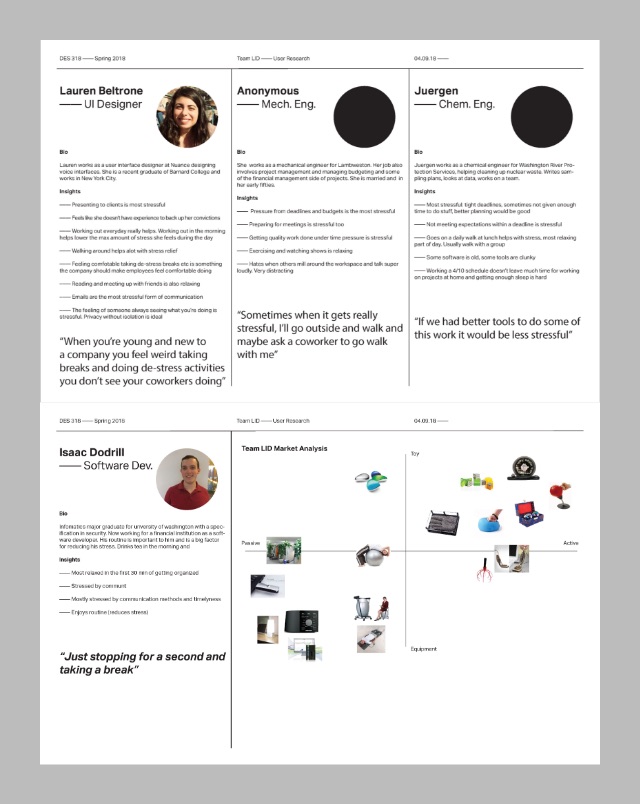 DES 318 —— Spring 2018
Team LID —— User Research
04.09.18 ——
Lauren Beltrone
—— UI Designer
Bio
Lauren works as a user interface designer at Nuance designing
voice interfaces. She is a recent graduate of Barnard College and
works in New York City.
Insights
—— Presenting to clients is most stressful
—— Feels like she doesn't have experience to back up her convictions
—— Working out everyday really helps. Working out in the morning
helps lower the max amount of stress she feels during the day
—— Walking around helps alot with stress relief
—— Feeling comfortable taking de-stress breaks etc is something
the company should make employees feel comfortable doing
—— Reading and meeting up with friends is also relaxing
—— Emails are the most stressful form of communication
—— The feeling of someone always seeing what you're doing is
stressful. Privacy without isolation is ideal
“When you're young and new to
a company you feel weird taking
breaks and doing de-stress activities
you don't see your coworkers doing”
Anonymous
—— Mech. Eng.
Bio
She works as a mechanical engineer for Lambweston. Her job also
involves project management and managing budgets and some
of the financial management side of projects. She is married and in
her early fifties.
Insights
—— Pressure from deadlines and budgets is the most stressful
—— Preparing for meetings is stressful too
—— Getting quality work done under time pressure is stressful
—— Exercising and watching shows is relaxing
—— Hates when others mill around the workspace and talk super
loudly. Very distracting
“Sometimes when it gets really
stressful, I'll go outside and walk and
maybe ask a coworker to go walk
with me”
Juergen
—— Chem. Eng.
Bio
Juergen works as a chemical engineer for Washington River Pro-
tection Services, helping cleaning up nuclear waste. Writes sam-
pling plans, looks at data, works on a team.
Insights
—— Most stressful: tight deadlines, sometimes not given enough
time to do stuff, better planning would be good
—— Not meeting expectations within a deadline is stressful
—— Goes on a daily walk at lunch helps with stress, most relaxing
part of day. Usually walk with a group
—— Some software is old, some tools are clunky
—— Working a 4/10 schedule doesn't leave much time for working
on projects at home and getting enough sleep is hard
“If we had better tools to do some of
this work it would be less stressful”
DES 318 —— Spring 2018
Team LID —— User Research
04.09.18 ——
Isaac Dodrill
—— Software Dev.
Bio
Infomatics major graduate for university of washington with a spec-
ification in security. Now working for a financial institution as a soft-
ware developer. His routine is important to him and is a big factor
for reducing his stress. Drinks tea in the morning and
Insights
—— Most relaxed in the first 30 min of getting organized
—— Stressed by communt
—— Mostly stressed by communication methods and timelyness
—— Enjoys routine (reduces stress)
“Just stopping for a second and
taking a break”
Team LID Market Analysis
Toy
Passive
Active
Equipment